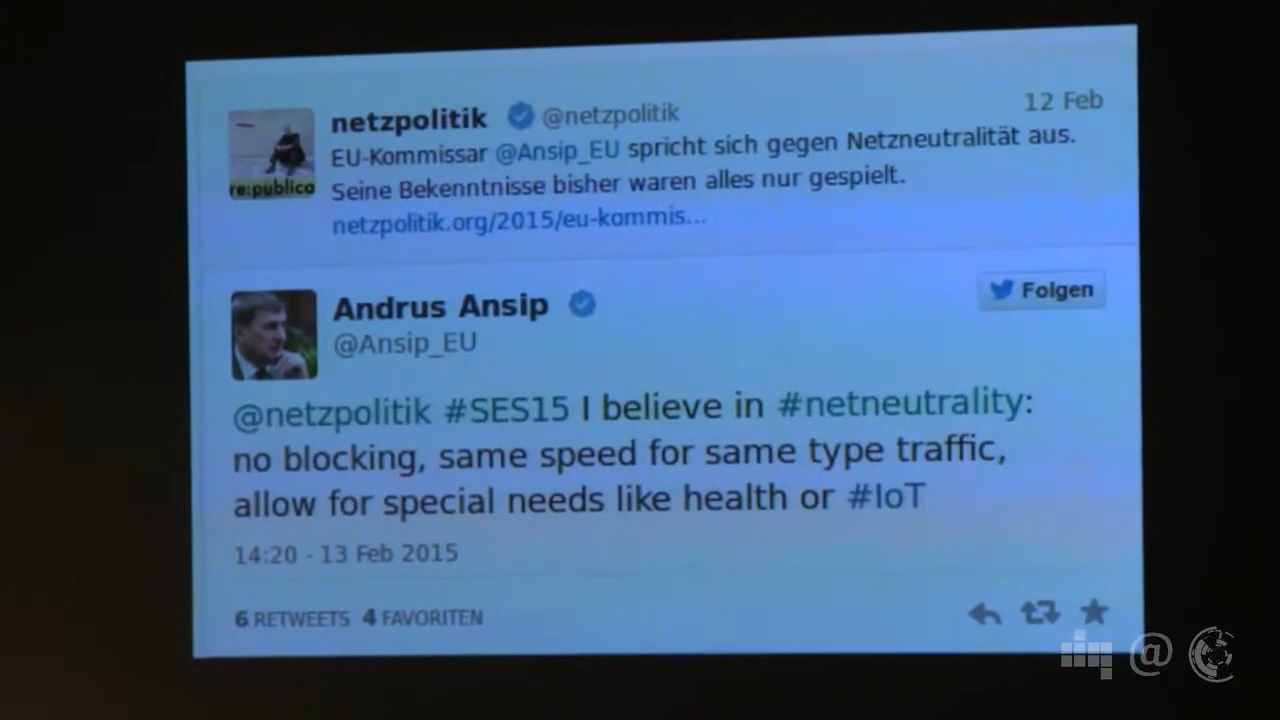 netzpolitik @netzpolitik 12 Feb
EU-Kommissar @Ansip_EU spricht sich gegen Netzneutralität aus.
Seine Bekenntnisse bisher waren alles nur gespielt.
netzpolitik.org/2015/eu-kommis...
re:publica
Andrus Ansip
Folgen
@Ansip_EU
@netzpolitik #SES15 I believe in #netneutrality:
no blocking, same speed for same type traffic,
allow for special needs like health or #IoT
14:20 - 13 Feb 2015
6 RETWEETS 4 FAVORITEN